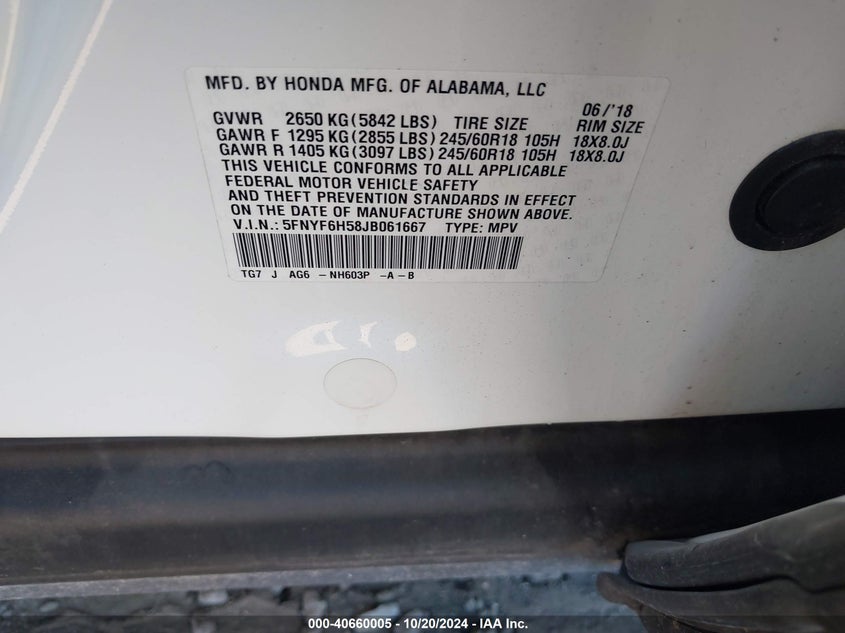 MFD. BY HONDA MFG. OF ALABAMA, LLC
06/'18
GVWR 2650 KG(5842 LBS) TIRE SIZE RIM SIZE
GAWR F 1295 KG(2855 LBS) 245/60R18 105H 18X8.0J
GAWR R 1405 KG(3097 LBS) 245/60R18 105H 18X8.0J
THIS VEHICLE CONFORMS TO ALL APPLICABLE
FEDERAL MOTOR VEHICLE SAFETY
AND THEFT PREVENTION STANDARDS IN EFFECT
ON THE DATE OF MANUFACTURE SHOWN ABOVE.
V.I.N.: 5FNYF6H58JB061667 TYPE: MPV
TG7 J AG6 -NH603P -A-B
000-40660005 - 10/20/2024 - IAA Inc.